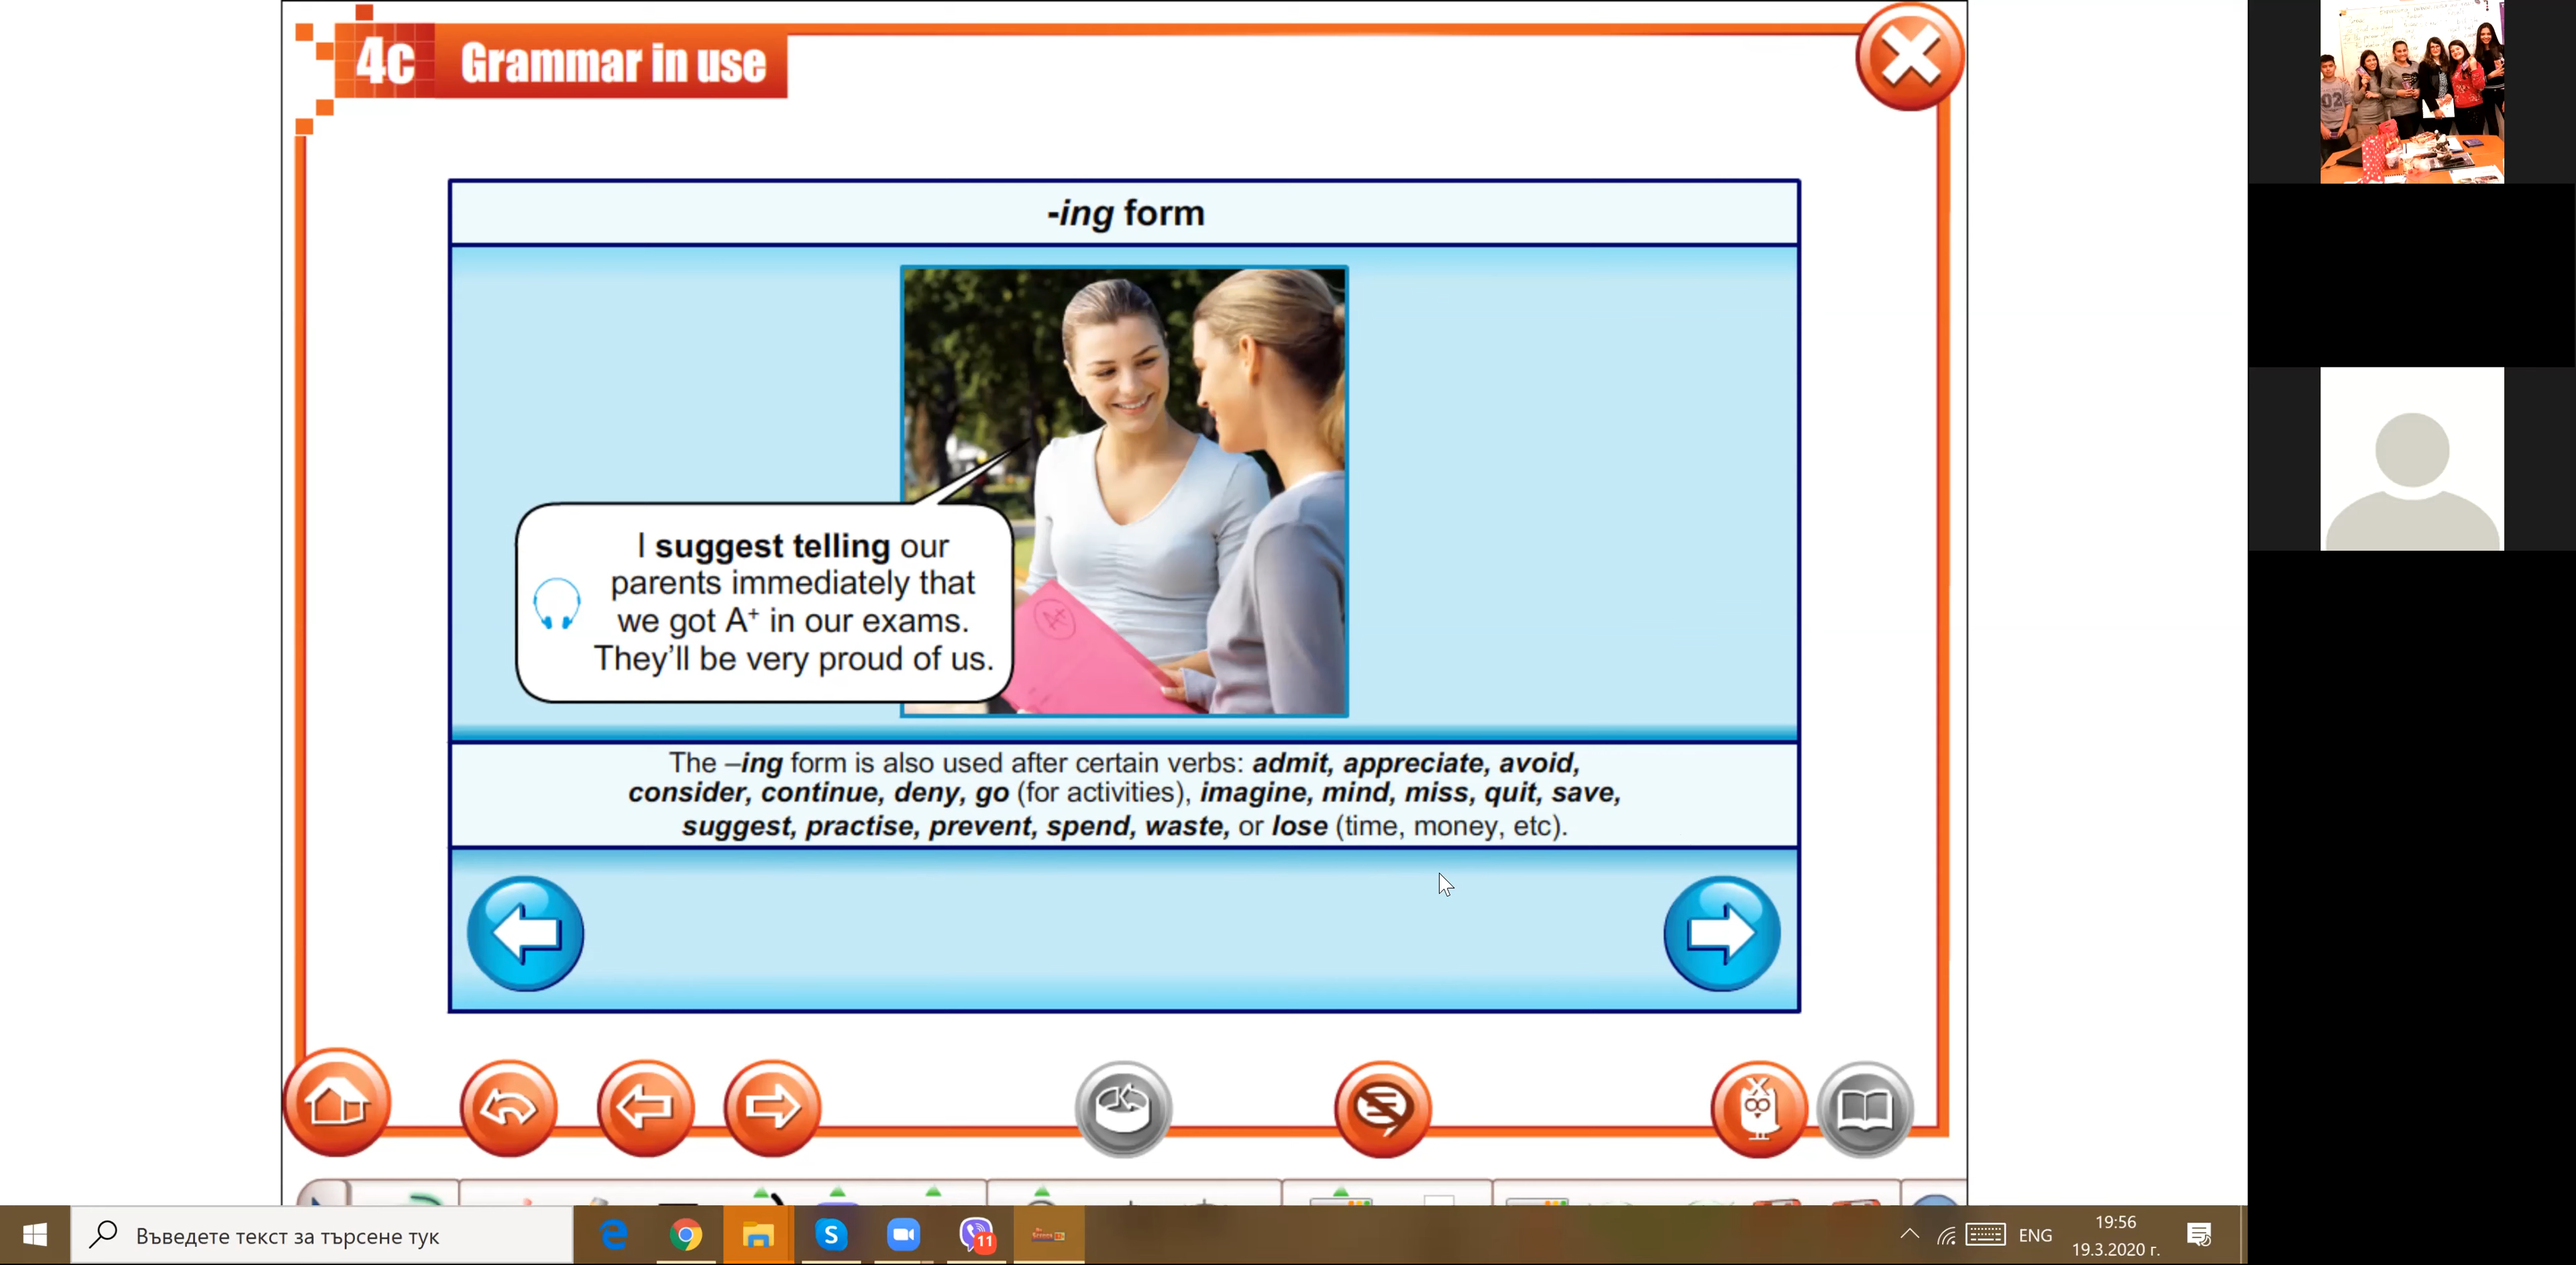 4c Grammar in use
-ing form
I suggest telling our
parents immediately that
we got A+ in our exams.
They'll be very proud of us.
A+
The –ing form is also used after certain verbs: admit, appreciate, avoid,
consider, continue, deny, go (for activities), imagine, mind, miss, quit, save,
suggest, practise, prevent, spend, waste, or lose (time, money, etc).
Въведете текст за търсене тук
11
ENG
19:56
19.3.2020 г.